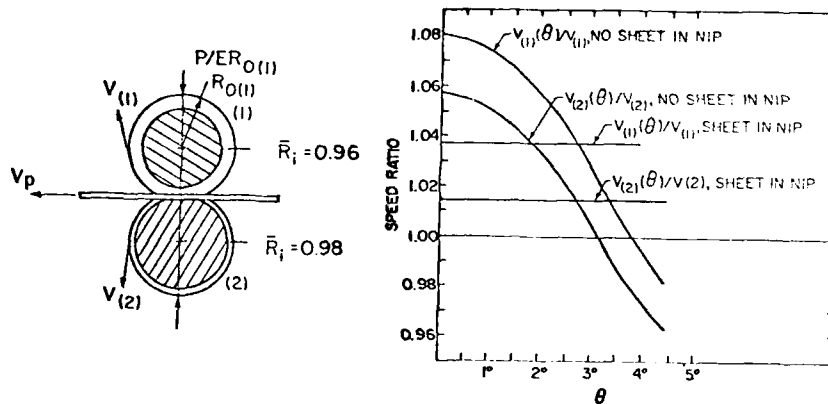 P/ER0(1)
R0(1)
V(1)
(1)
R̄i = 0.96
Vp
R̄i = 0.98
(2)
V(2)
SPEED RATIO
1.08
1.06
1.04
1.02
1.00
0.98
0.96
V(1)(θ)/V(1), NO SHEET IN NIP
V(2)(θ)/V(2), NO SHEET IN NIP
V(1)(θ)/V(1), SHEET IN NIP
V(2)(θ)/V(2), SHEET IN NIP
1° 2° 3° 4° 5°
θ